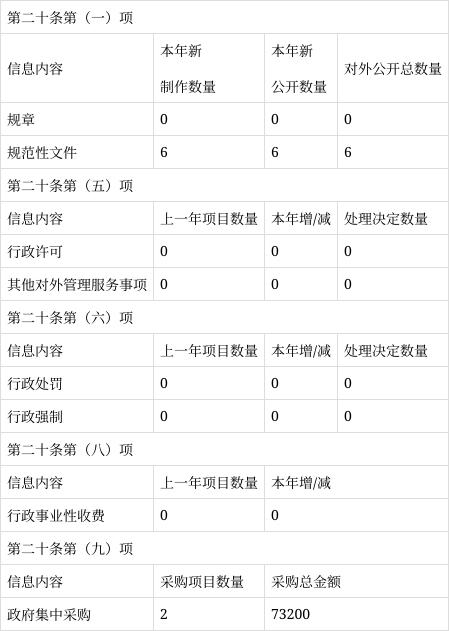 第二十条第（一）项
信息内容 本年新制作数量 本年新公开数量 对外公开总数量
规章 0 0 0
规范性文件 6 6 6
第二十条第（五）项
信息内容 上一年项目数量 本年增/减 处理决定数量
行政许可 0 0 0
其他对外管理服务事项 0 0 0
第二十条第（六）项
信息内容 上一年项目数量 本年增/减 处理决定数量
行政处罚 0 0 0
行政强制 0 0 0
第二十条第（八）项
信息内容 上一年项目数量 本年增/减
行政事业性收费 0 0
第二十条第（九）项
信息内容 采购项目数量 采购总金额
政府集中采购 2 73200